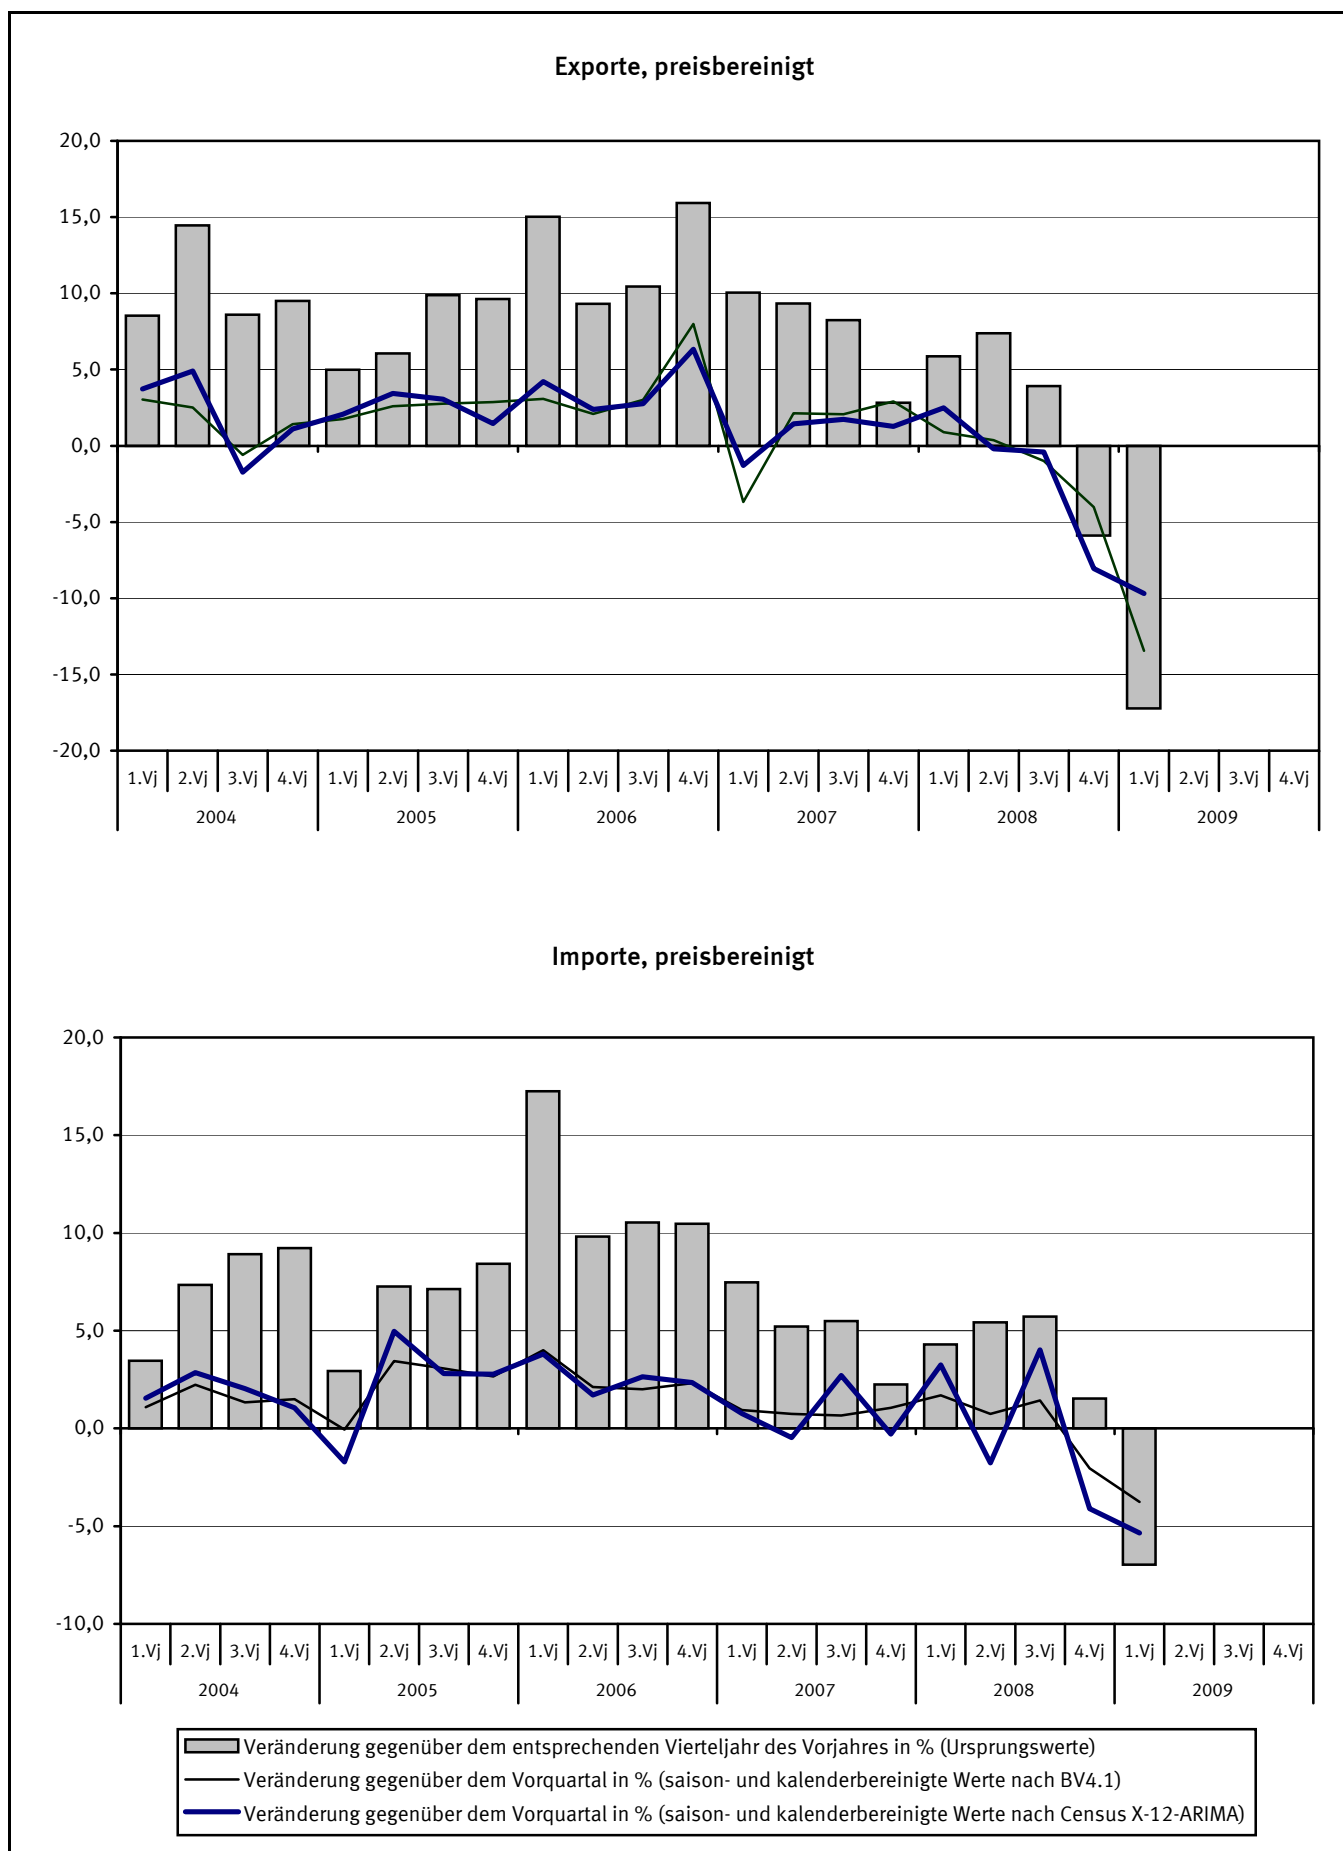 Exporte, preisbereinigt
20,0
15,0
10,0
5,0
0,0
-5,0
-10,0
-15,0
-20,0
1.Vj 2.Vj 3.Vj 4.Vj 1.Vj 2.Vj 3.Vj 4.Vj 1.Vj 2.Vj 3.Vj 4.Vj 1.Vj 2.Vj 3.Vj 4.Vj 1.Vj 2.Vj 3.Vj 4.Vj 1.Vj 2.Vj 3.Vj 4.Vj
2004 2005 2006 2007 2008 2009
Importe, preisbereinigt
20,0
15,0
10,0
5,0
0,0
-5,0
-10,0
1.Vj 2.Vj 3.Vj 4.Vj 1.Vj 2.Vj 3.Vj 4.Vj 1.Vj 2.Vj 3.Vj 4.Vj 1.Vj 2.Vj 3.Vj 4.Vj 1.Vj 2.Vj 3.Vj 4.Vj 1.Vj 2.Vj 3.Vj 4.Vj
2004 2005 2006 2007 2008 2009
Veränderung gegenüber dem entsprechenden Vierteljahr des Vorjahres in % (Ursprungswerte)
Veränderung gegenüber dem Vorquartal in % (saison- und kalenderbereinigte Werte nach BV4.1)
Veränderung gegenüber dem Vorquartal in % (saison- und kalenderbereinigte Werte nach Census X-12-ARIMA)